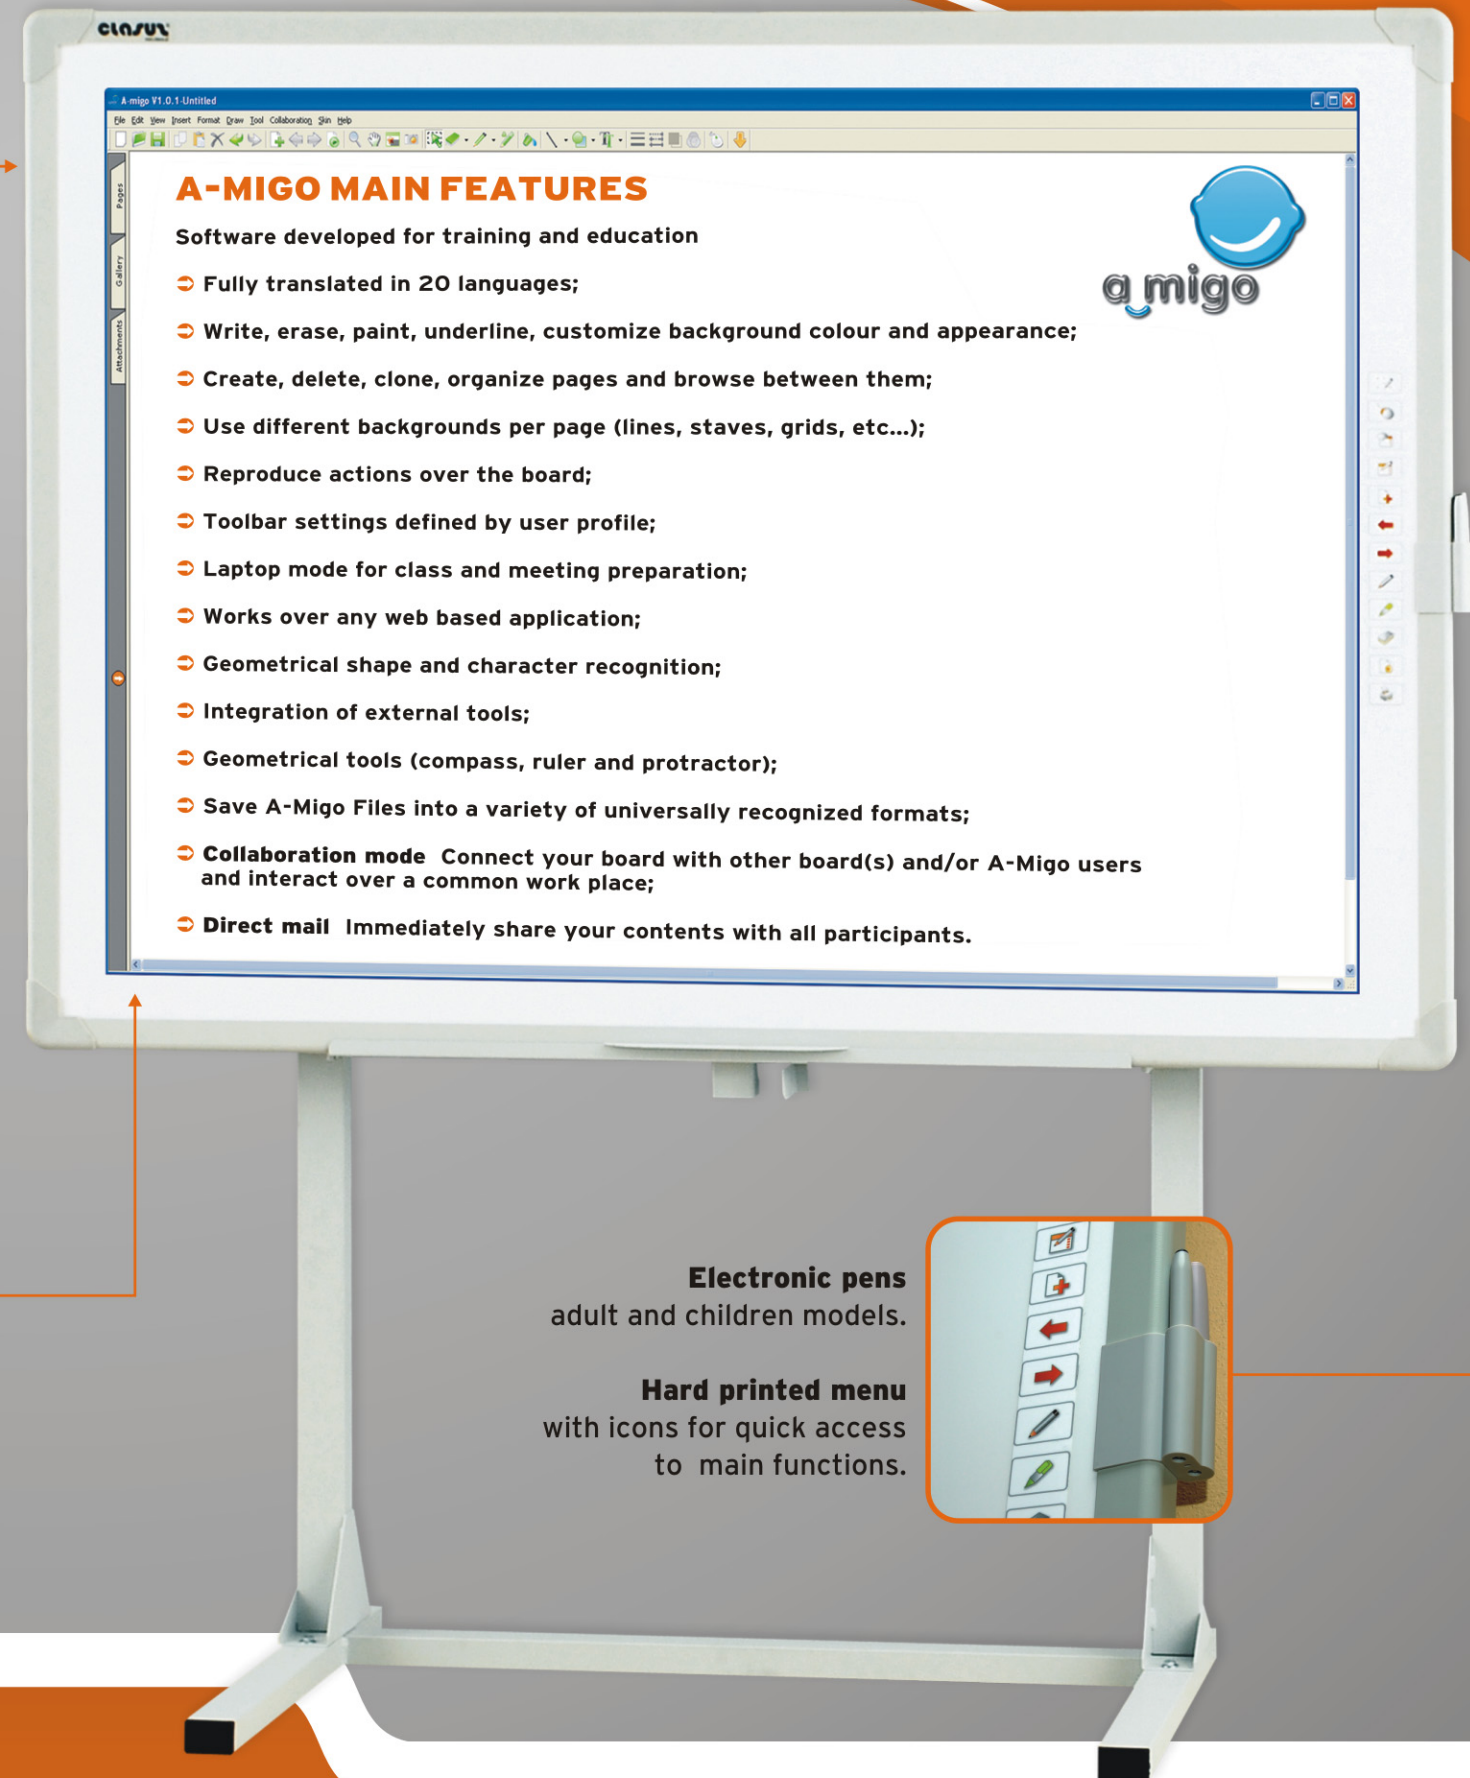 clasus
A-migo V1.0.1-Untitled
File Edit View Insert Format Draw Tool Collaboration Skin Help
Pages
Gallery
Attachments
A-MIGO MAIN FEATURES
a_migo
Software developed for training and education
Fully translated in 20 languages;
Write, erase, paint, underline, customize background colour and appearance;
Create, delete, clone, organize pages and browse between them;
Use different backgrounds per page (lines, staves, grids, etc...);
Reproduce actions over the board;
Toolbar settings defined by user profile;
Laptop mode for class and meeting preparation;
Works over any web based application;
Geometrical shape and character recognition;
Integration of external tools;
Geometrical tools (compass, ruler and protractor);
Save A-Migo Files into a variety of universally recognized formats;
Collaboration mode Connect your board with other board(s) and/or A-Migo users
and interact over a common work place;
Direct mail Immediately share your contents with all participants.
Electronic pens
adult and children models.
Hard printed menu
with icons for quick access
to main functions.